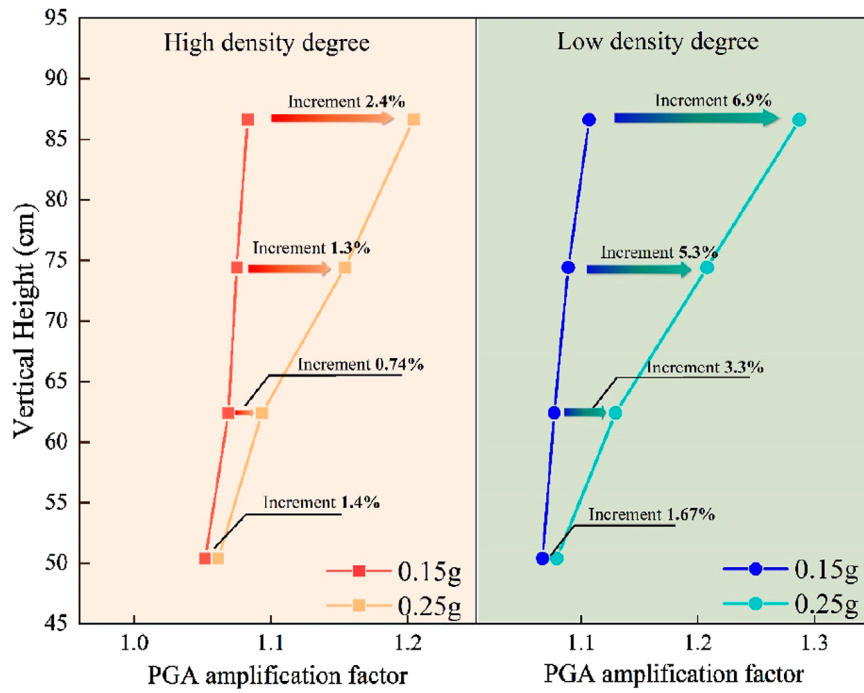 High density degree
Low density degree
Vertical Height (cm)
95
90
85
80
75
70
65
60
55
50
45
Increment 2.4%
Increment 1.3%
Increment 0.74%
Increment 1.4%
0.15g
0.25g
1.0
1.1
1.2
PGA amplification factor
Increment 6.9%
Increment 5.3%
Increment 3.3%
Increment 1.67%
0.15g
0.25g
1.1
1.2
1.3
PGA amplification factor